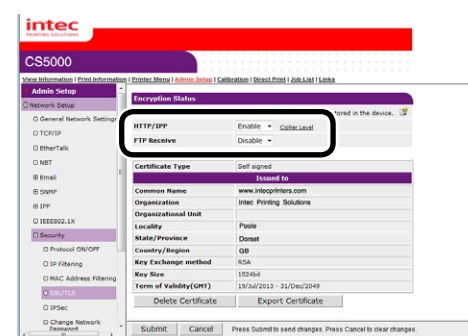 intec
PRINTING SOLUTIONS
CS5000
View Information | Print Information | Printer Menu | Admin Setup | Calibration | Direct Print | Job List | Links
Admin Setup
Network Setup
General Network Settings
TCP/IP
EtherTalk
NBT
Email
SNMP
IPP
IEEE802.1X
Security
Protocol ON/OFF
IP Filtering
MAC Address Filtering
SSL/TLS
IPSec
Change Network
Password
Encryption Status
tored in the device.
HTTP/IPP Enable Cipher Level
FTP Receive Disable
Certificate Type Self signed
Issued to
Common Name www.intecprinters.com
Organization Intec Printing Solutions
Organizational Unit
Locality Poole
State/Province Dorset
Country/Region GB
Key Exchange method RSA
Key Size 1024bit
Term of Validity(GMT) 19/Jul/2013 - 31/Dec/2049
Delete Certificate Export Certificate
Submit Cancel Press Submit to send changes. Press Cancel to clear changes.